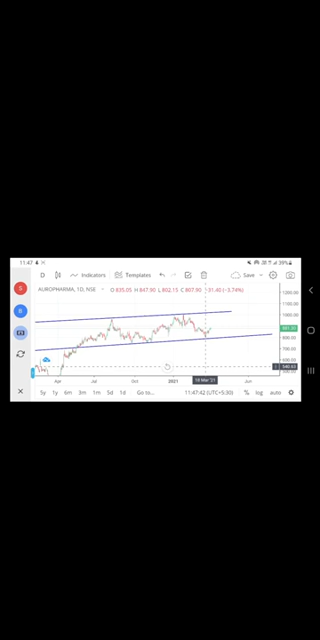 11:47
39%
D Indicators Templates Save
S AUROPHARMA, 1D, NSE O 835.05 H 847.90 L 802.15 C 807.90 −31.40 (−3.74%)
B
1200.00
1000.00
900.00
800.00
700.00
600.00
Apr Jul Oct 2021 18 Mar '21 Jun
5y 1y 6m 3m 1m 5d 1d Go to... 11:47:42 (UTC+5:30) % log auto